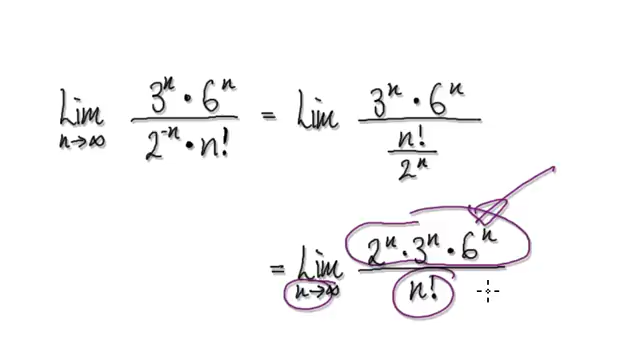 Lim n→∞ 3^n · 6^n / 2^-n · n! = Lim 3^n · 6^n / n! / 2^n
= Lim n→∞ 2^n · 3^n · 6^n / n!